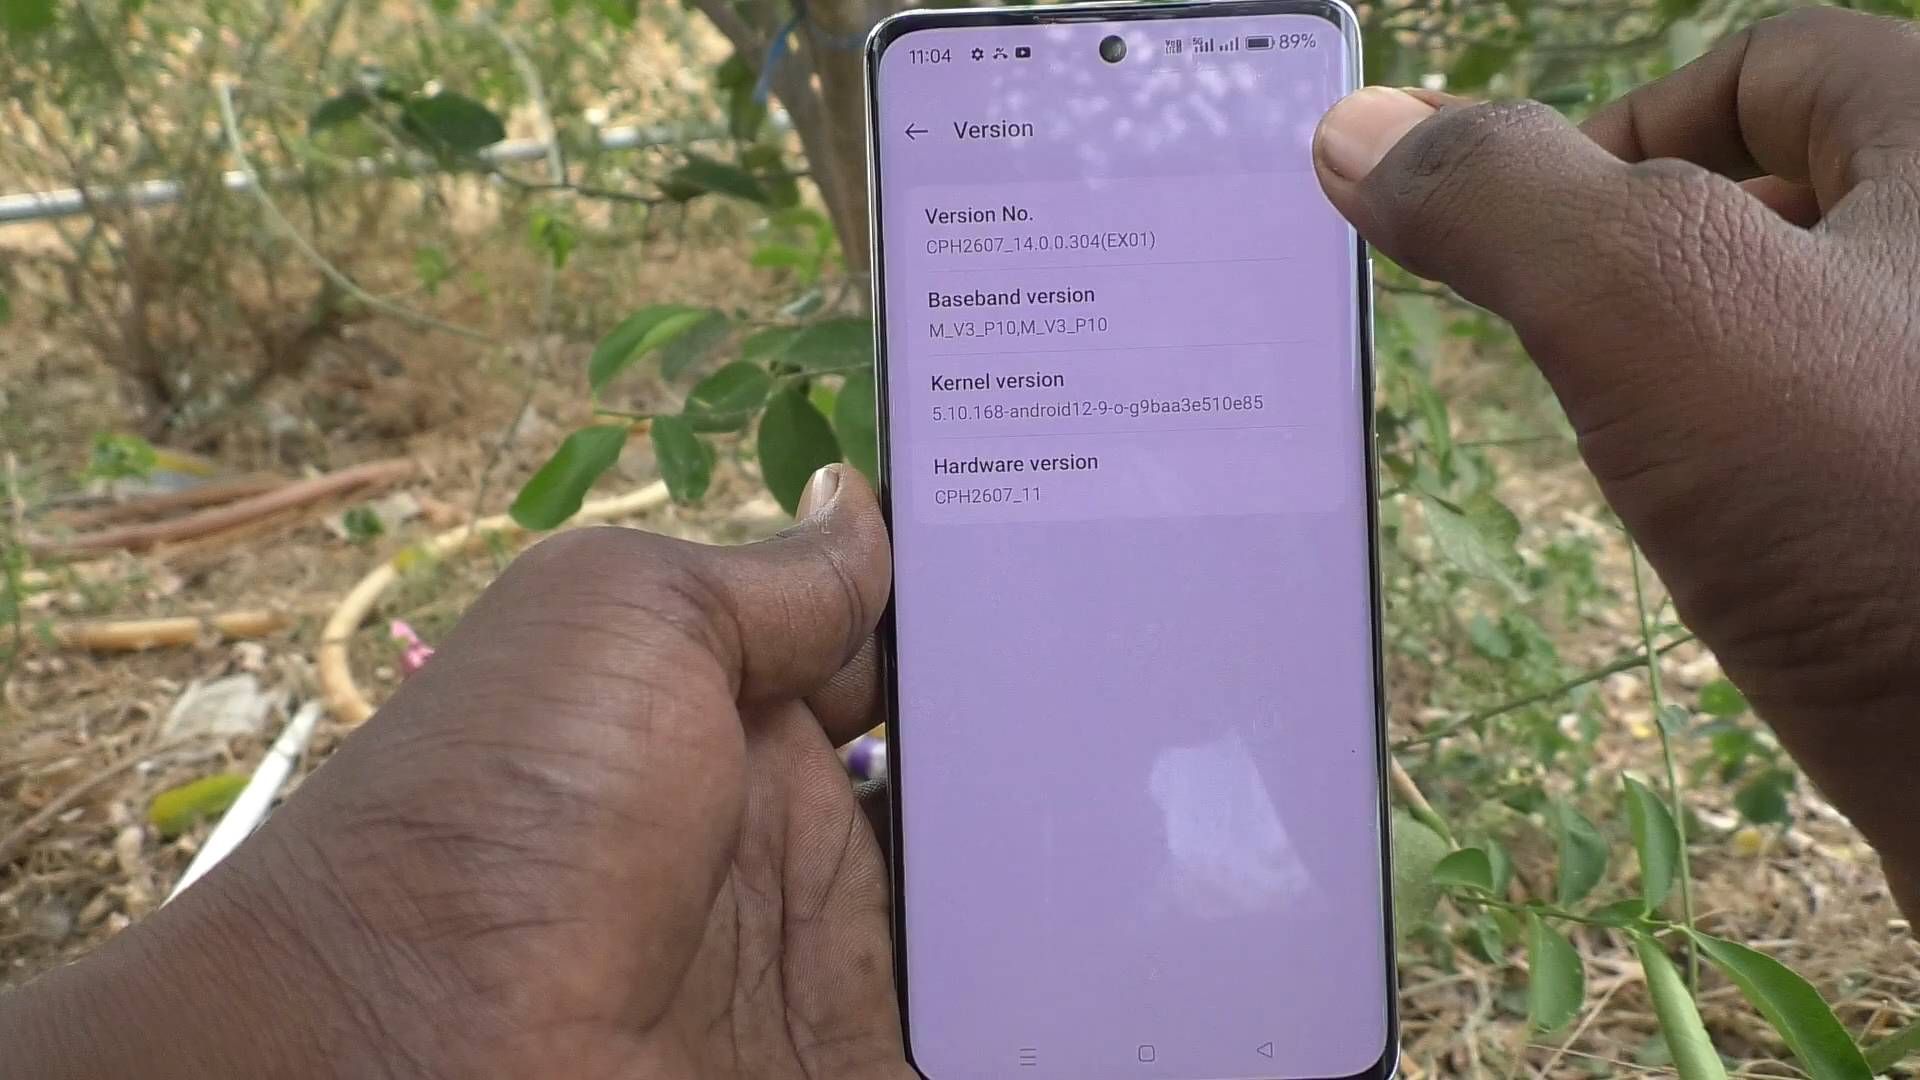 11:04 5G 89%
Version
Version No.
CPH2607_14.0.0.304(EX01)
Baseband version
M_V3_P10,M_V3_P10
Kernel version
5.10.168-android12-9-o-g9baa3e510e85
Hardware version
CPH2607_11